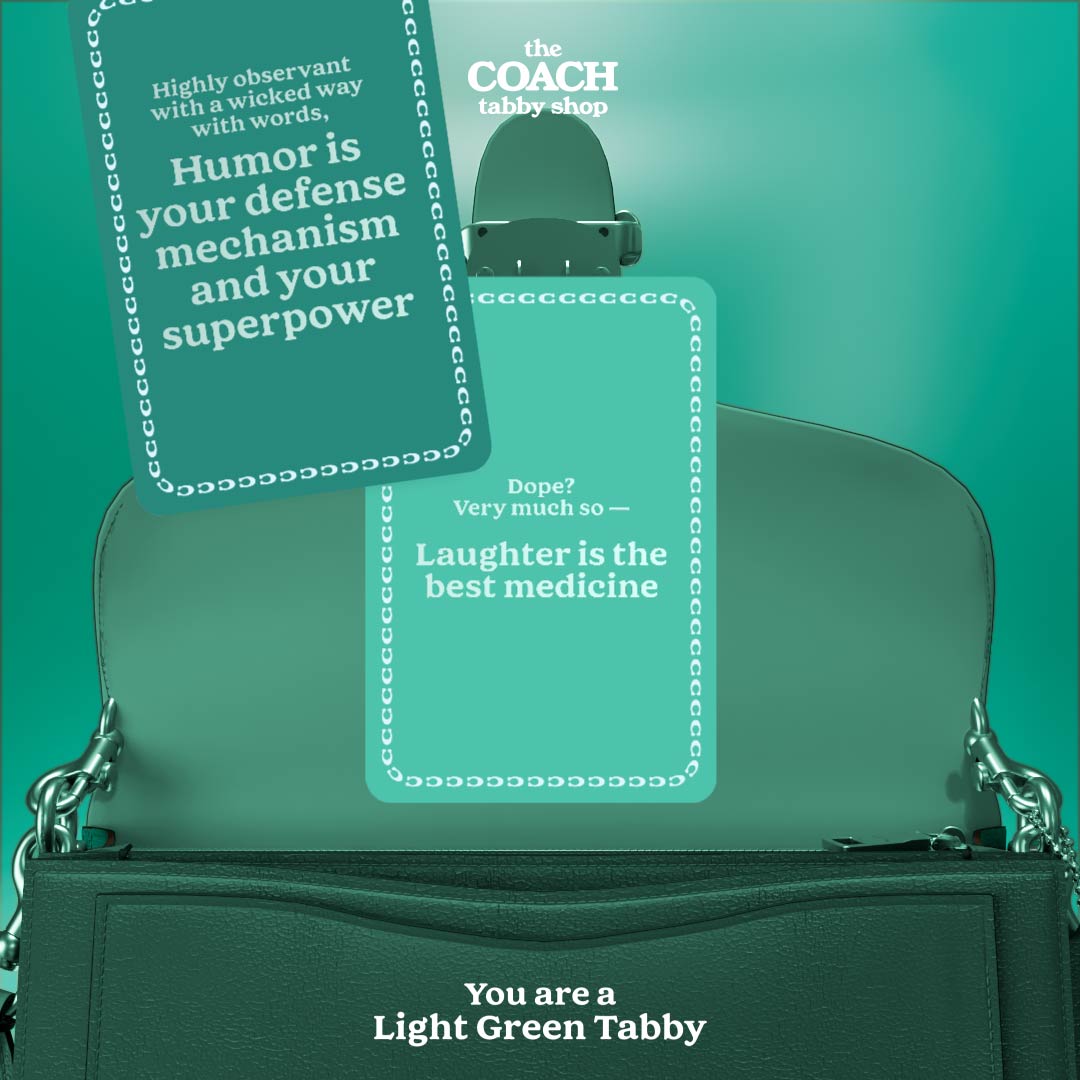 the
COACH
tabby shop
Highly observant
with a wicked way
with words,
Humor is
your defense
mechanism
and your
superpower
Dope?
Very much so —
Laughter is the
best medicine
You are a
Light Green Tabby